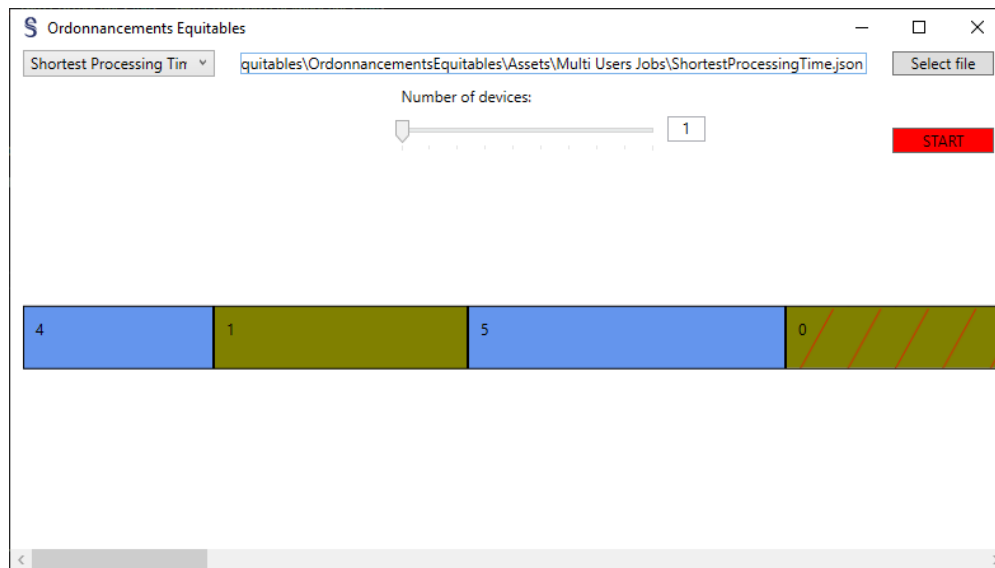 Ordonnancements Equitables
Shortest Processing Tin quitables\OrdonnancementsEquitables\Assets\Multi Users Jobs\ShortestProcessingTime.json Select file
Number of devices:
1
START
4 1 5 0